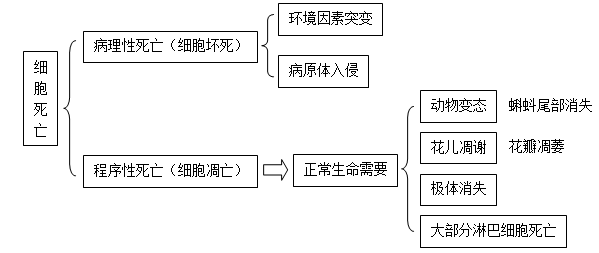 细胞死亡
病理性死亡（细胞坏死）
环境因素突变
病原体入侵
程序性死亡（细胞凋亡）
正常生命需要
动物变态 蝌蚪尾部消失
花儿凋谢 花瓣凋萎
极体消失
大部分淋巴细胞死亡